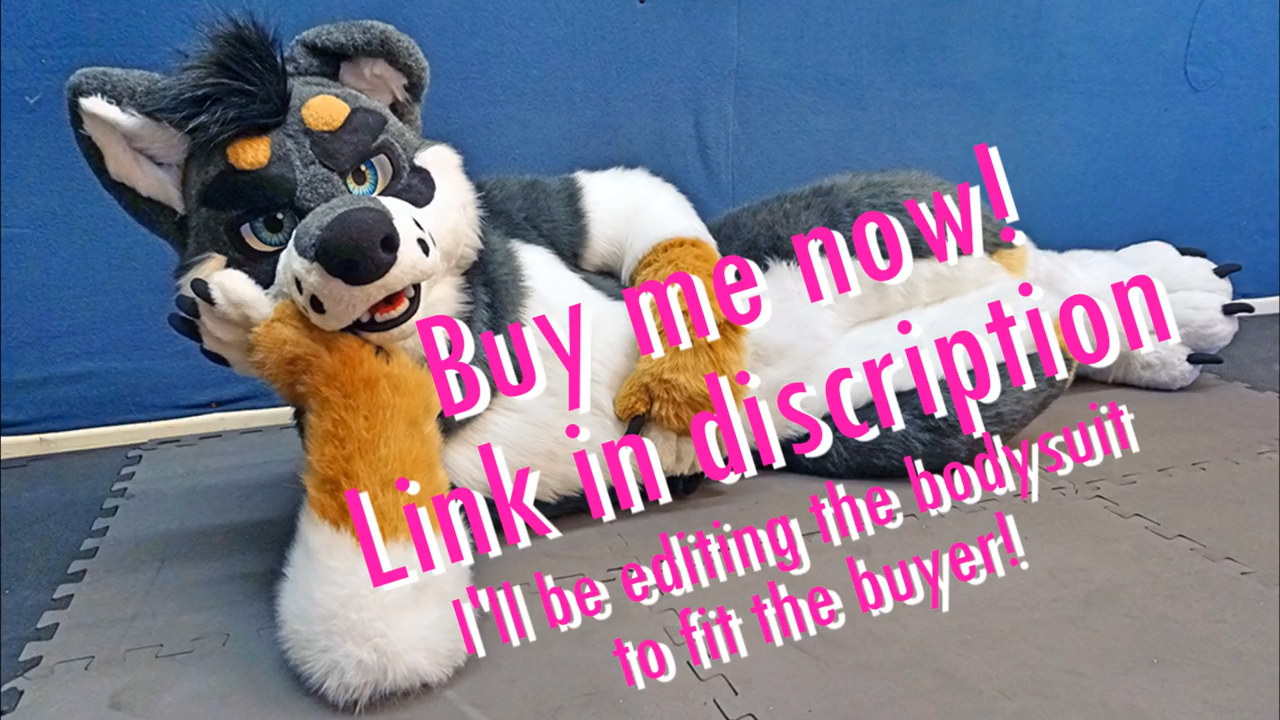 Buy me now!
Link in discription
I'll be editing the bodysuit
to fit the buyer!